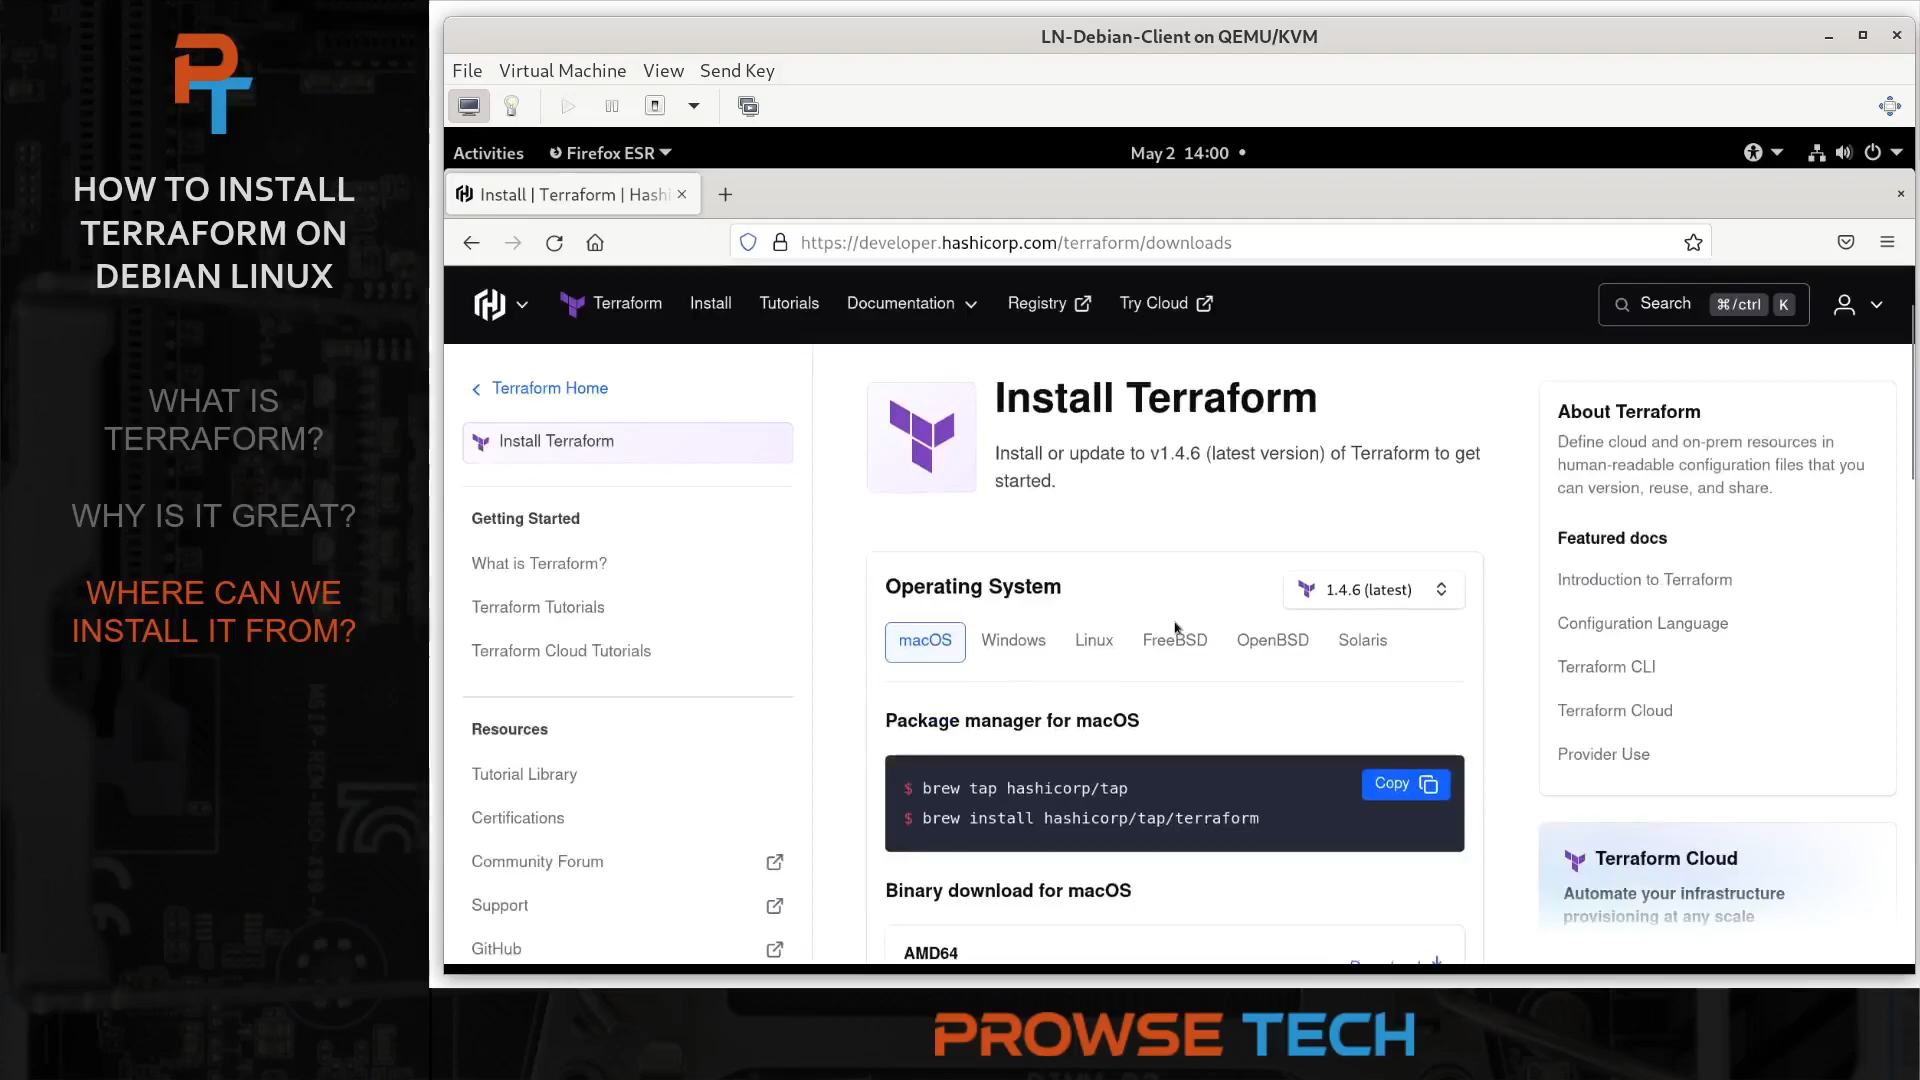 PT
HOW TO INSTALL
TERRAFORM ON
DEBIAN LINUX
WHAT IS
TERRAFORM?
WHY IS IT GREAT?
WHERE CAN WE
INSTALL IT FROM?
LN-Debian-Client on QEMU/KVM
File Virtual Machine View Send Key
Activities Firefox ESR May 2 14:00
Install | Terraform | Hashi
https://developer.hashicorp.com/terraform/downloads
Terraform Install Tutorials Documentation Registry Try Cloud Search ⌘/ctrl K
Terraform Home
Install Terraform
Getting Started
What is Terraform?
Terraform Tutorials
Terraform Cloud Tutorials
Resources
Tutorial Library
Certifications
Community Forum
Support
GitHub
Install Terraform
Install or update to v1.4.6 (latest version) of Terraform to get
started.
Operating System 1.4.6 (latest)
macOS Windows Linux FreeBSD OpenBSD Solaris
Package manager for macOS
Copy
$ brew tap hashicorp/tap
$ brew install hashicorp/tap/terraform
Binary download for macOS
AMD64
About Terraform
Define cloud and on-prem resources in
human-readable configuration files that you
can version, reuse, and share.
Featured docs
Introduction to Terraform
Configuration Language
Terraform CLI
Terraform Cloud
Provider Use
Terraform Cloud
Automate your infrastructure
provisioning at any scale
PROWSE TECH